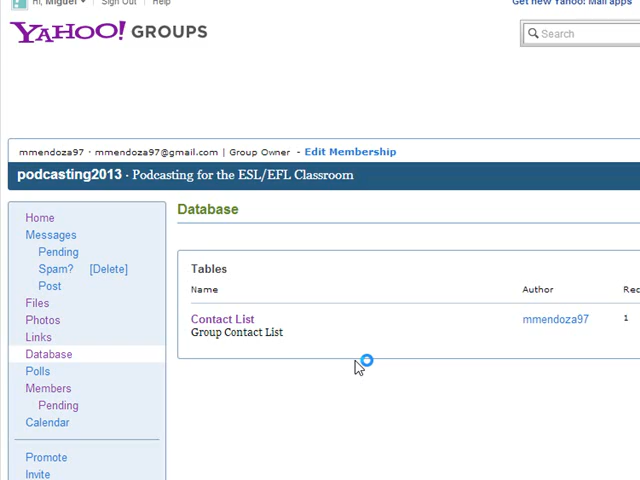 Hi, Miguel Sign Out Help Get new Yahoo! Mail apps
YAHOO! GROUPS
Search
mmendoza97 · mmendoza97@gmail.com | Group Owner - Edit Membership
podcasting2013 · Podcasting for the ESL/EFL Classroom
Home
Messages
Pending
Spam? [Delete]
Post
Files
Photos
Links
Database
Polls
Members
Pending
Calendar
Promote
Invite
Database
Tables
Name Author Rec
Contact List mmendoza97 1
Group Contact List